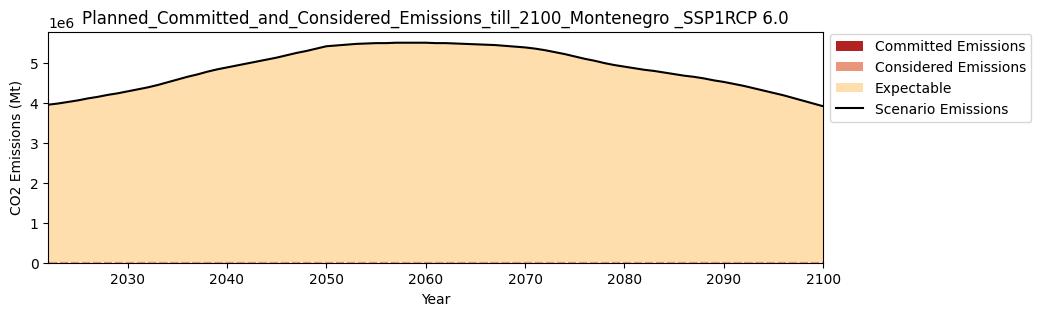 Planned_Committed_and_Considered_Emissions_till_2100_Montenegro _SSP1RCP 6.0
1e6
5
4
3
2
1
0
CO2 Emissions (Mt)
2030 2040 2050 2060 2070 2080 2090 2100
Year
Committed Emissions
Considered Emissions
Expectable
Scenario Emissions